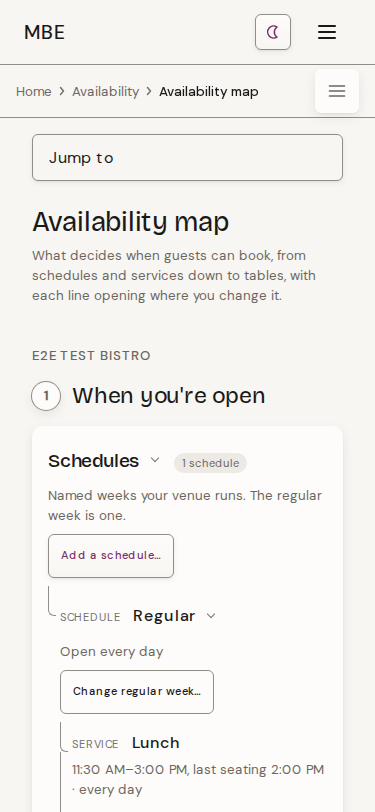 MBE
Home > Availability > Availability map
Jump to
Availability map
What decides when guests can book, from
schedules and services down to tables, with
each line opening where you change it.
E2E TEST BISTRO
1 When you're open
Schedules 1 schedule
Named weeks your venue runs. The regular
week is one.
Add a schedule…
SCHEDULE Regular
Open every day
Change regular week…
SERVICE Lunch
11:30 AM–3:00 PM, last seating 2:00 PM
· every day